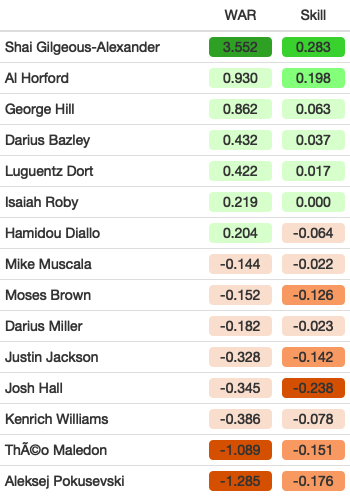 WAR Skill
Shai Gilgeous-Alexander 3.552 0.283
Al Horford 0.930 0.198
George Hill 0.862 0.063
Darius Bazley 0.432 0.037
Luguentz Dort 0.422 0.017
Isaiah Roby 0.219 0.000
Hamidou Diallo 0.204 -0.064
Mike Muscala -0.144 -0.022
Moses Brown -0.152 -0.126
Darius Miller -0.182 -0.023
Justin Jackson -0.328 -0.142
Josh Hall -0.345 -0.238
Kenrich Williams -0.386 -0.078
ThÃ©o Maledon -1.089 -0.151
Aleksej Pokusevski -1.285 -0.176